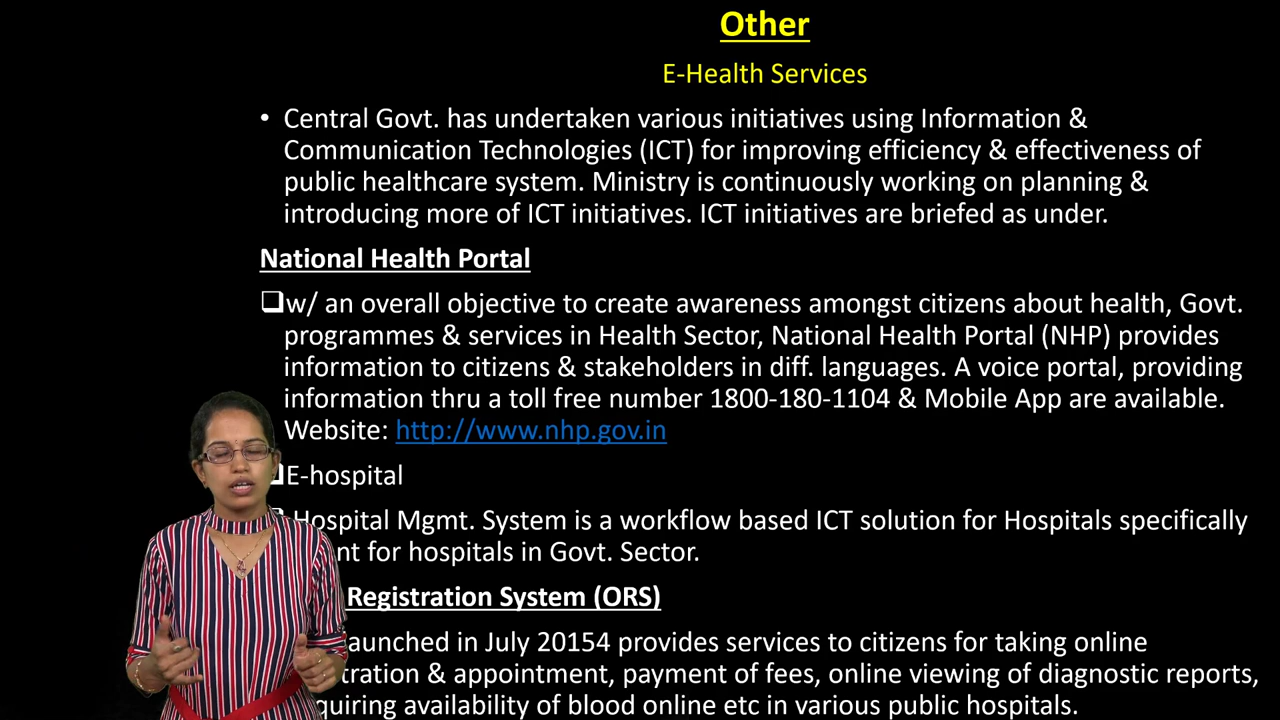 Other
E-Health Services
• Central Govt. has undertaken various initiatives using Information &
Communication Technologies (ICT) for improving efficiency & effectiveness of
public healthcare system. Ministry is continuously working on planning &
introducing more of ICT initiatives. ICT initiatives are briefed as under.
National Health Portal
❑w/ an overall objective to create awareness amongst citizens about health, Govt.
programmes & services in Health Sector, National Health Portal (NHP) provides
information to citizens & stakeholders in diff. languages. A voice portal, providing
information thru a toll free number 1800-180-1104 & Mobile App are available.
Website: http://www.nhp.gov.in
❑E-hospital
Hospital Mgmt. System is a workflow based ICT solution for Hospitals specifically
for hospitals in Govt. Sector.
Registration System (ORS)
in July 20154 provides services to citizens for taking online
& appointment, payment of fees, online viewing of diagnostic reports,
availability of blood online etc in various public hospitals.